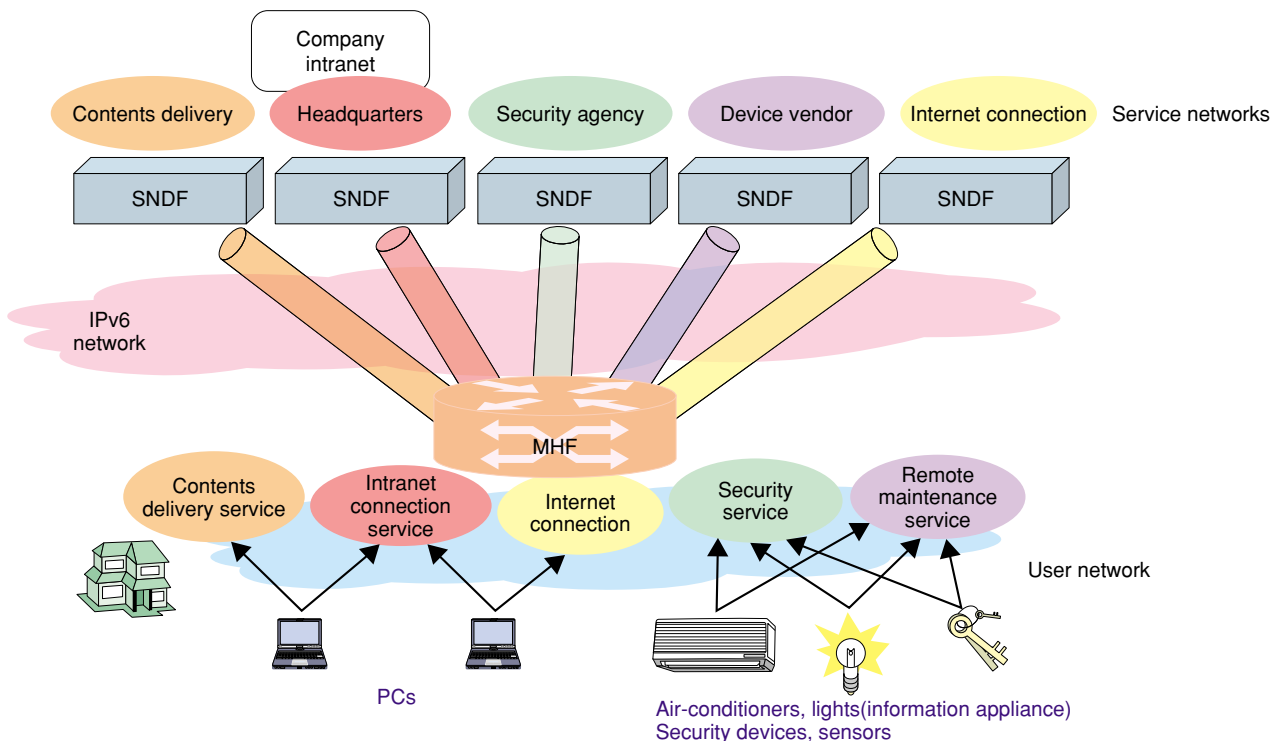 Company
intranet
Contents delivery
Headquarters
Security agency
Device vendor
Internet connection
Service networks
SNDF
SNDF
SNDF
SNDF
SNDF
IPv6
network
MHF
Contents
delivery service
Intranet
connection
service
Internet
connection
Security
service
Remote
maintenance
service
User network
PCs
Air-conditioners, lights(information appliance)
Security devices, sensors